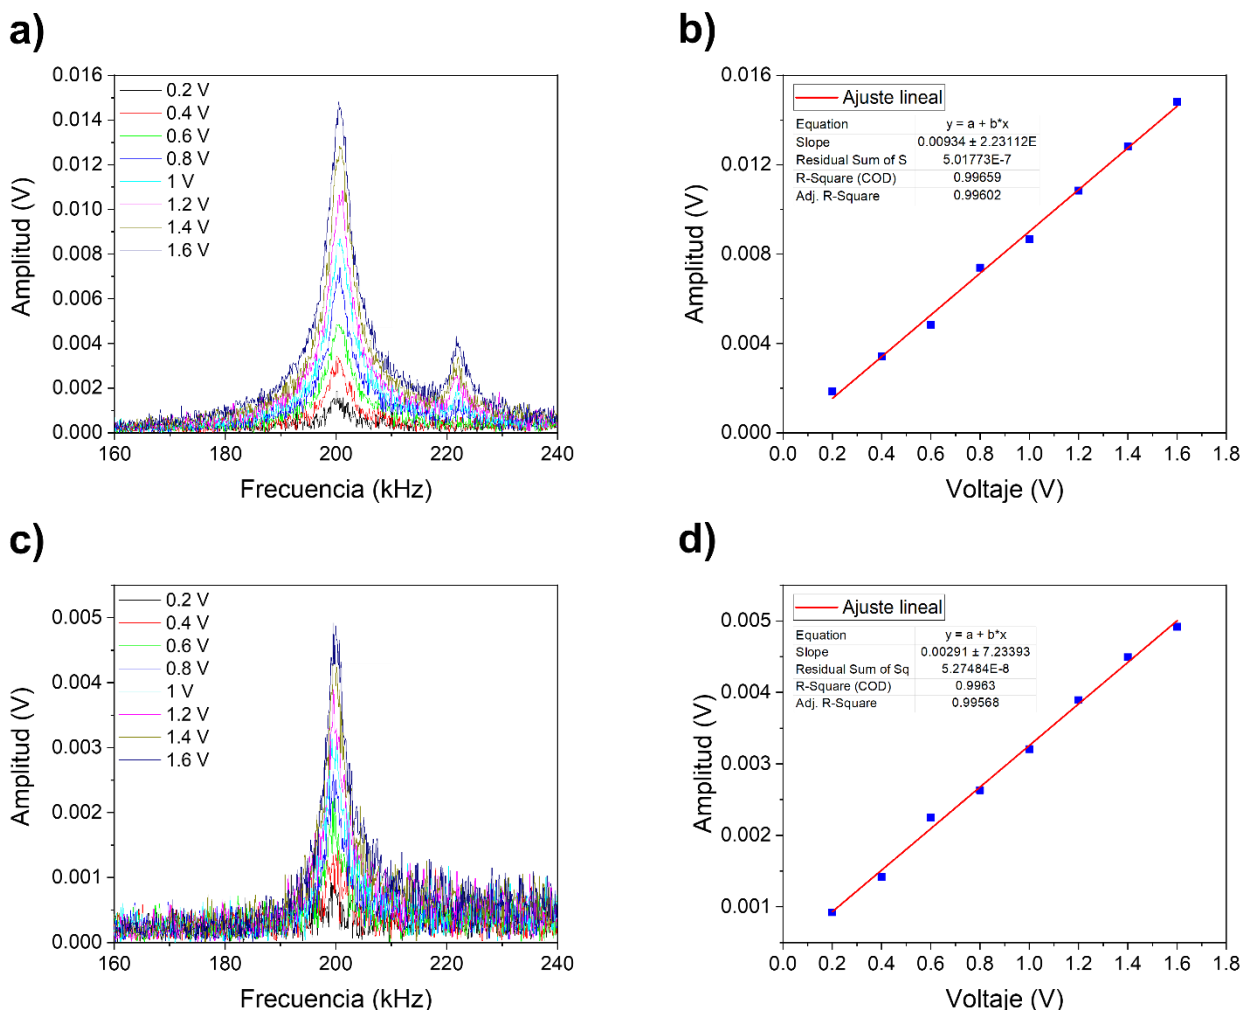 a)
0.016
0.014
0.012
0.010
0.008
0.006
0.004
0.002
0.000
Amplitud (V)
0.2 V
0.4 V
0.6 V
0.8 V
1 V
1.2 V
1.4 V
1.6 V
160 180 200 220 240
Frecuencia (kHz)
b)
0.016
0.012
0.008
0.004
0.000
Amplitud (V)
Ajuste lineal
Equation y = a + b*x
Slope 0.00934 ± 2.23112E
Residual Sum of S 5.01773E-7
R-Square (COD) 0.99659
Adj. R-Square 0.99602
0.0 0.2 0.4 0.6 0.8 1.0 1.2 1.4 1.6 1.8
Voltaje (V)
c)
0.005
0.004
0.003
0.002
0.001
0.000
Amplitud (V)
0.2 V
0.4 V
0.6 V
0.8 V
1 V
1.2 V
1.4 V
1.6 V
160 180 200 220 240
Frecuencia (kHz)
d)
0.005
0.004
0.003
0.002
0.001
Amplitud (V)
Ajuste lineal
Equation y = a + b*x
Slope 0.00291 ± 7.23393
Residual Sum of Sq 5.27484E-8
R-Square (COD) 0.9963
Adj. R-Square 0.99568
0.0 0.2 0.4 0.6 0.8 1.0 1.2 1.4 1.6 1.8
Voltaje (V)